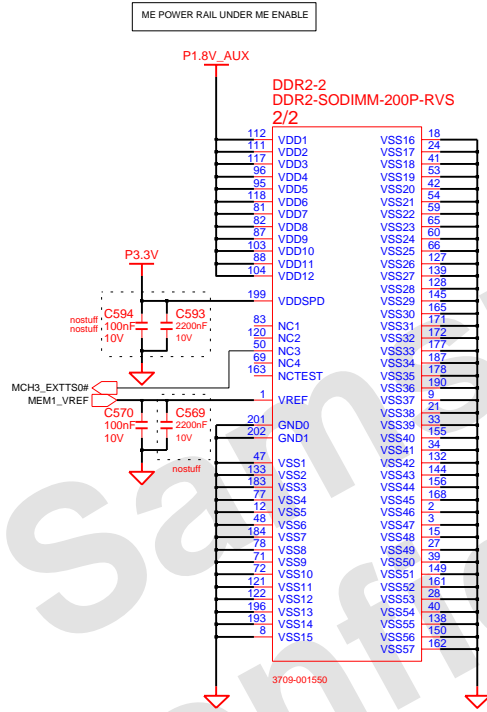 ME POWER RAIL UNDER ME ENABLE
P1.8V_AUX
DDR2-2
DDR2-SODIMM-200P-RVS
2/2
112 VDD1
111 VDD2
117 VDD3
96 VDD4
95 VDD5
118 VDD6
81 VDD7
82 VDD8
87 VDD9
103 VDD10
88 VDD11
104 VDD12
P3.3V
199 VDDSPD
C594
100nF
10V
nostuff
nostuff
C593
2200nF
10V
83 NC1
120 NC2
50 NC3
69 NC4
163 NCTEST
MCH3_EXTTS0#
MEM1_VREF
1 VREF
C570
100nF
10V
C569
2200nF
10V
nostuff
201 GND0
202 GND1
47 VSS1
133 VSS2
183 VSS3
77 VSS4
12 VSS5
48 VSS6
184 VSS7
78 VSS8
71 VSS9
72 VSS10
121 VSS11
122 VSS12
196 VSS13
193 VSS14
8 VSS15
VSS16 18
VSS17 24
VSS18 41
VSS19 53
VSS20 42
VSS21 54
VSS22 59
VSS23 65
VSS24 60
VSS25 66
VSS26 127
VSS27 139
VSS28 128
VSS29 145
VSS30 165
VSS31 171
VSS32 172
VSS33 177
VSS34 187
VSS35 178
VSS36 190
VSS37 9
VSS38 21
VSS39 33
VSS40 155
VSS41 34
VSS42 132
VSS43 144
VSS44 156
VSS45 168
VSS46 2
VSS47 3
VSS48 15
VSS49 27
VSS50 39
VSS51 149
VSS52 161
VSS53 28
VSS54 40
VSS55 138
VSS56 150
VSS57 162
3709-001550